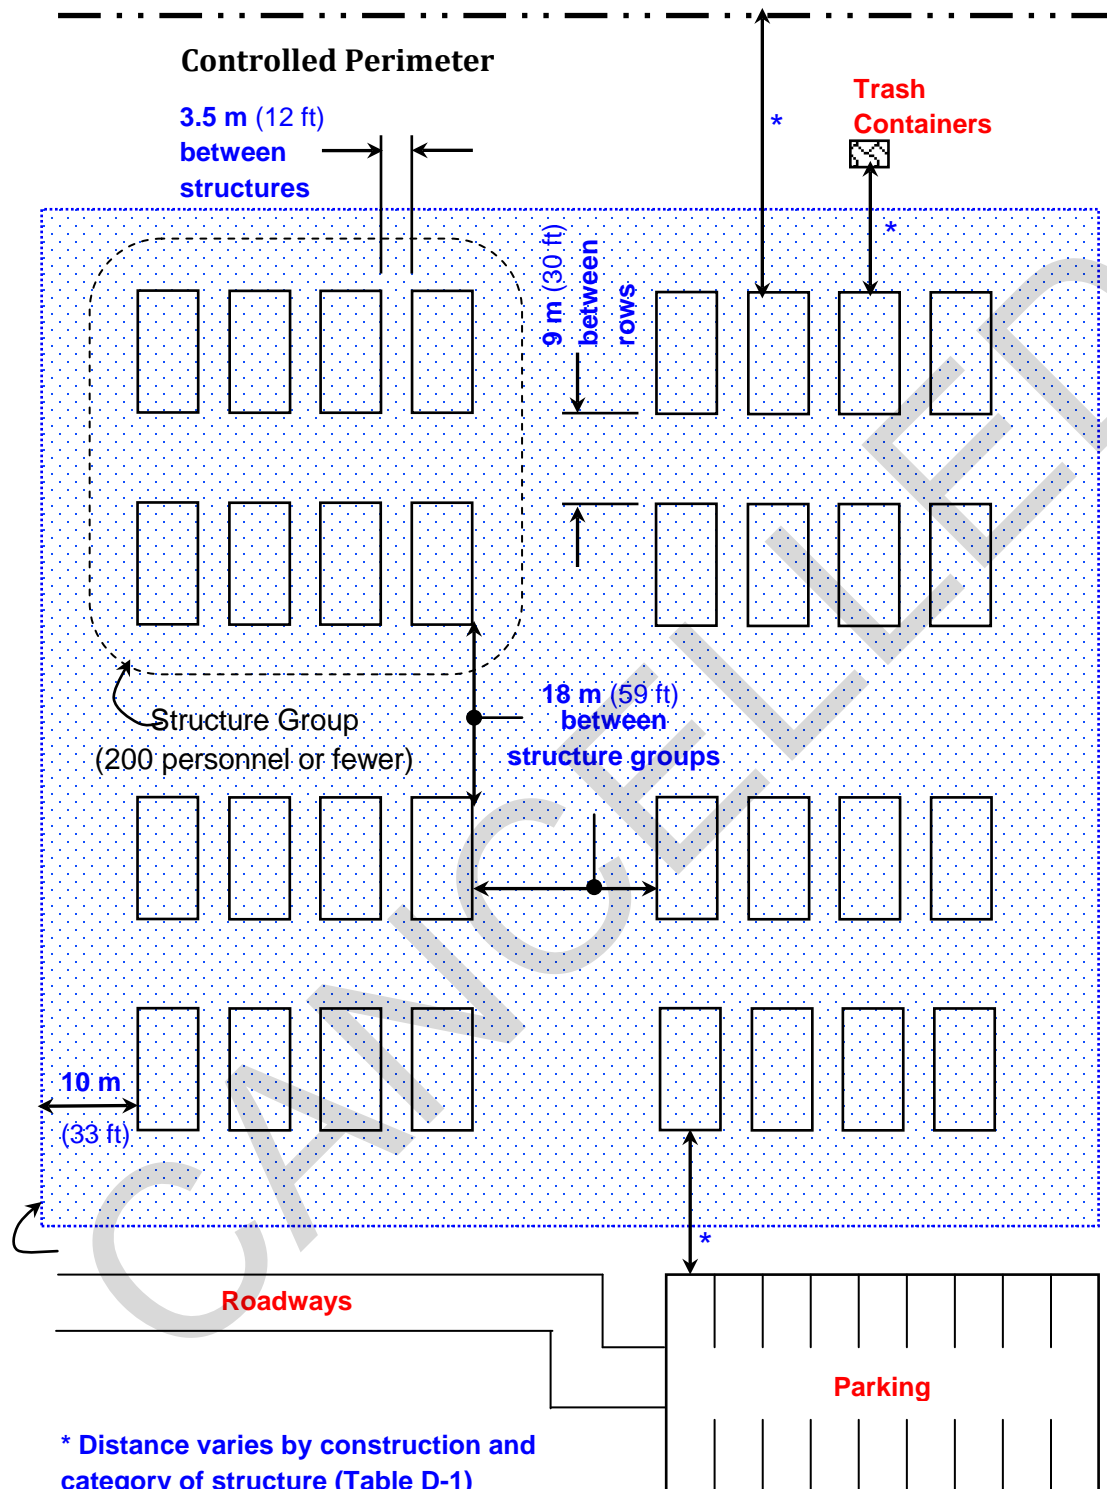 Controlled Perimeter
3.5 m (12 ft)
between
structures
*
Trash
Containers
*
9 m (30 ft)
between
rows
18 m (59 ft)
between
structure groups
Structure Group
(200 personnel or fewer)
10 m
(33 ft)
*
Roadways
Parking
* Distance varies by construction and
category of structure (Table D-1)
CANCELLED